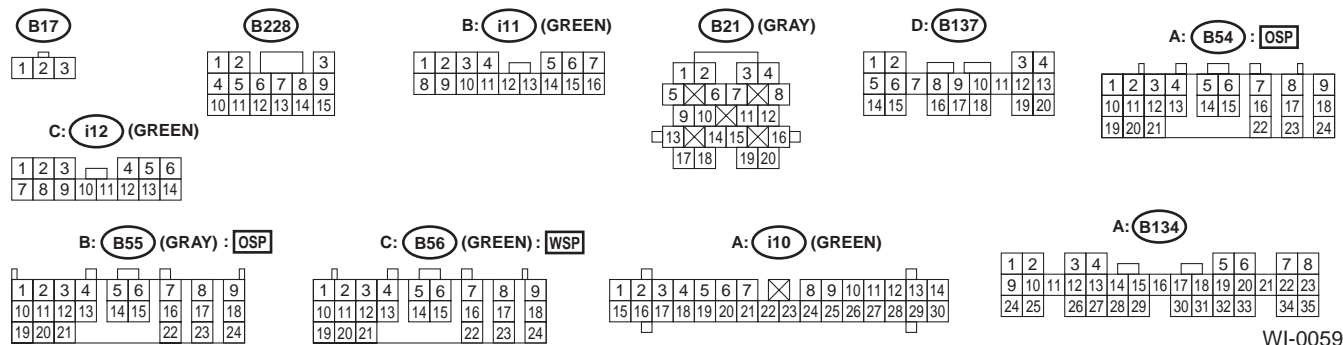 B17
1 2 3
B228
1 2 3
4 5 6 7 8 9
10 11 12 13 14 15
B: i11 (GREEN)
1 2 3 4 5 6 7
8 9 10 11 12 13 14 15 16
B21 (GRAY)
1 2 3 4
5 6 7 8
9 10 11 12
13 14 15 16
17 18 19 20
D: B137
1 2 3 4
5 6 7 8 9 10 11 12 13
14 15 16 17 18 19 20
A: B54 : OSP
1 2 3 4 5 6 7 8 9
10 11 12 13 14 15 16 17 18
19 20 21 22 23 24
C: i12 (GREEN)
1 2 3 4 5 6
7 8 9 10 11 12 13 14
B: B55 (GRAY) : OSP
1 2 3 4 5 6 7 8 9
10 11 12 13 14 15 16 17 18
19 20 21 22 23 24
C: B56 (GREEN) : WSP
1 2 3 4 5 6 7 8 9
10 11 12 13 14 15 16 17 18
19 20 21 22 23 24
A: i10 (GREEN)
1 2 3 4 5 6 7 8 9 10 11 12 13 14
15 16 17 18 19 20 21 22 23 24 25 26 27 28 29 30
A: B134
1 2 3 4 5 6 7 8
9 10 11 12 13 14 15 16 17 18 19 20 21 22 23
24 25 26 27 28 29 30 31 32 33 34 35
WI-0059